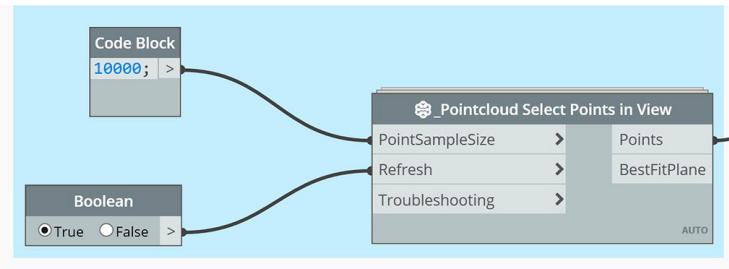 Code Block
10000; >
_Pointcloud Select Points in View
PointSampleSize > Points
Refresh > BestFitPlane
Troubleshooting >
AUTO
Boolean
True False >